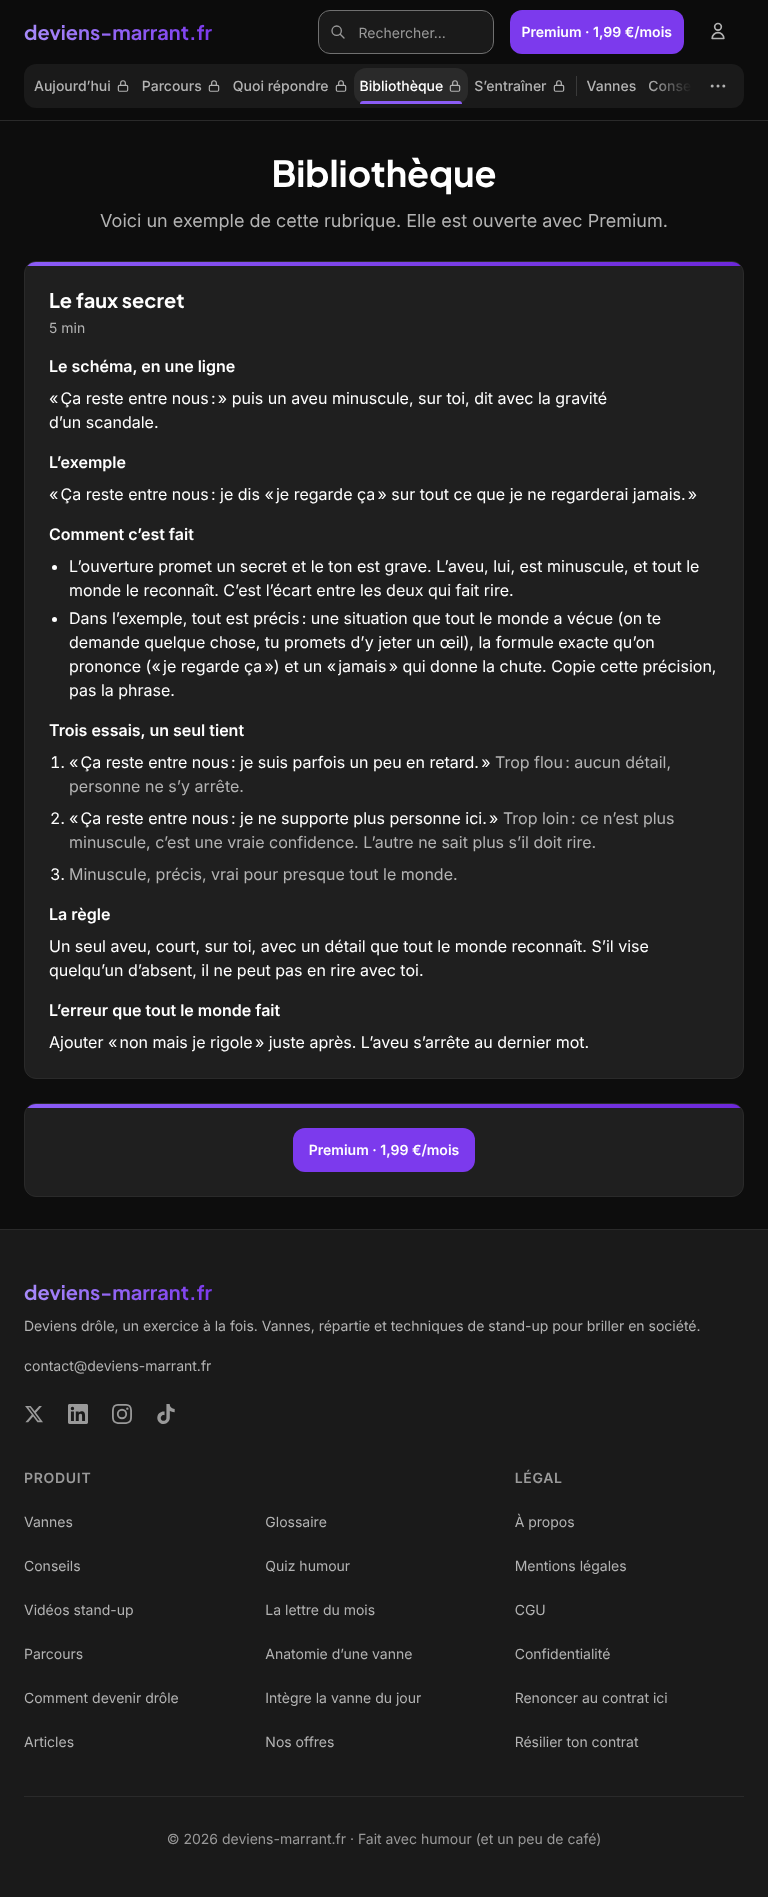 deviens-marrant.fr
Rechercher...
Premium · 1,99 €/mois
Aujourd’hui
Parcours
Quoi répondre
Bibliothèque
S’entraîner
Vannes
Conse
Bibliothèque
Voici un exemple de cette rubrique. Elle est ouverte avec Premium.
Le faux secret
5 min
Le schéma, en une ligne
« Ça reste entre nous : » puis un aveu minuscule, sur toi, dit avec la gravité
d’un scandale.
L’exemple
« Ça reste entre nous : je dis « je regarde ça » sur tout ce que je ne regarderai jamais. »
Comment c’est fait
• L’ouverture promet un secret et le ton est grave. L’aveu, lui, est minuscule, et tout le
monde le reconnaît. C’est l’écart entre les deux qui fait rire.
• Dans l’exemple, tout est précis : une situation que tout le monde a vécue (on te
demande quelque chose, tu promets d’y jeter un œil), la formule exacte qu’on
prononce (« je regarde ça ») et un « jamais » qui donne la chute. Copie cette précision,
pas la phrase.
Trois essais, un seul tient
1. « Ça reste entre nous : je suis parfois un peu en retard. » Trop flou : aucun détail,
personne ne s’y arrête.
2. « Ça reste entre nous : je ne supporte plus personne ici. » Trop loin : ce n’est plus
minuscule, c’est une vraie confidence. L’autre ne sait plus s’il doit rire.
3. Minuscule, précis, vrai pour presque tout le monde.
La règle
Un seul aveu, court, sur toi, avec un détail que tout le monde reconnaît. S’il vise
quelqu’un d’absent, il ne peut pas en rire avec toi.
L’erreur que tout le monde fait
Ajouter « non mais je rigole » juste après. L’aveu s’arrête au dernier mot.
Premium · 1,99 €/mois
deviens-marrant.fr
Deviens drôle, un exercice à la fois. Vannes, répartie et techniques de stand-up pour briller en société.
contact@deviens-marrant.fr
PRODUIT
Vannes
Conseils
Vidéos stand-up
Parcours
Comment devenir drôle
Articles
Glossaire
Quiz humour
La lettre du mois
Anatomie d’une vanne
Intègre la vanne du jour
Nos offres
LÉGAL
À propos
Mentions légales
CGU
Confidentialité
Renoncer au contrat ici
Résilier ton contrat
© 2026 deviens-marrant.fr · Fait avec humour (et un peu de café)